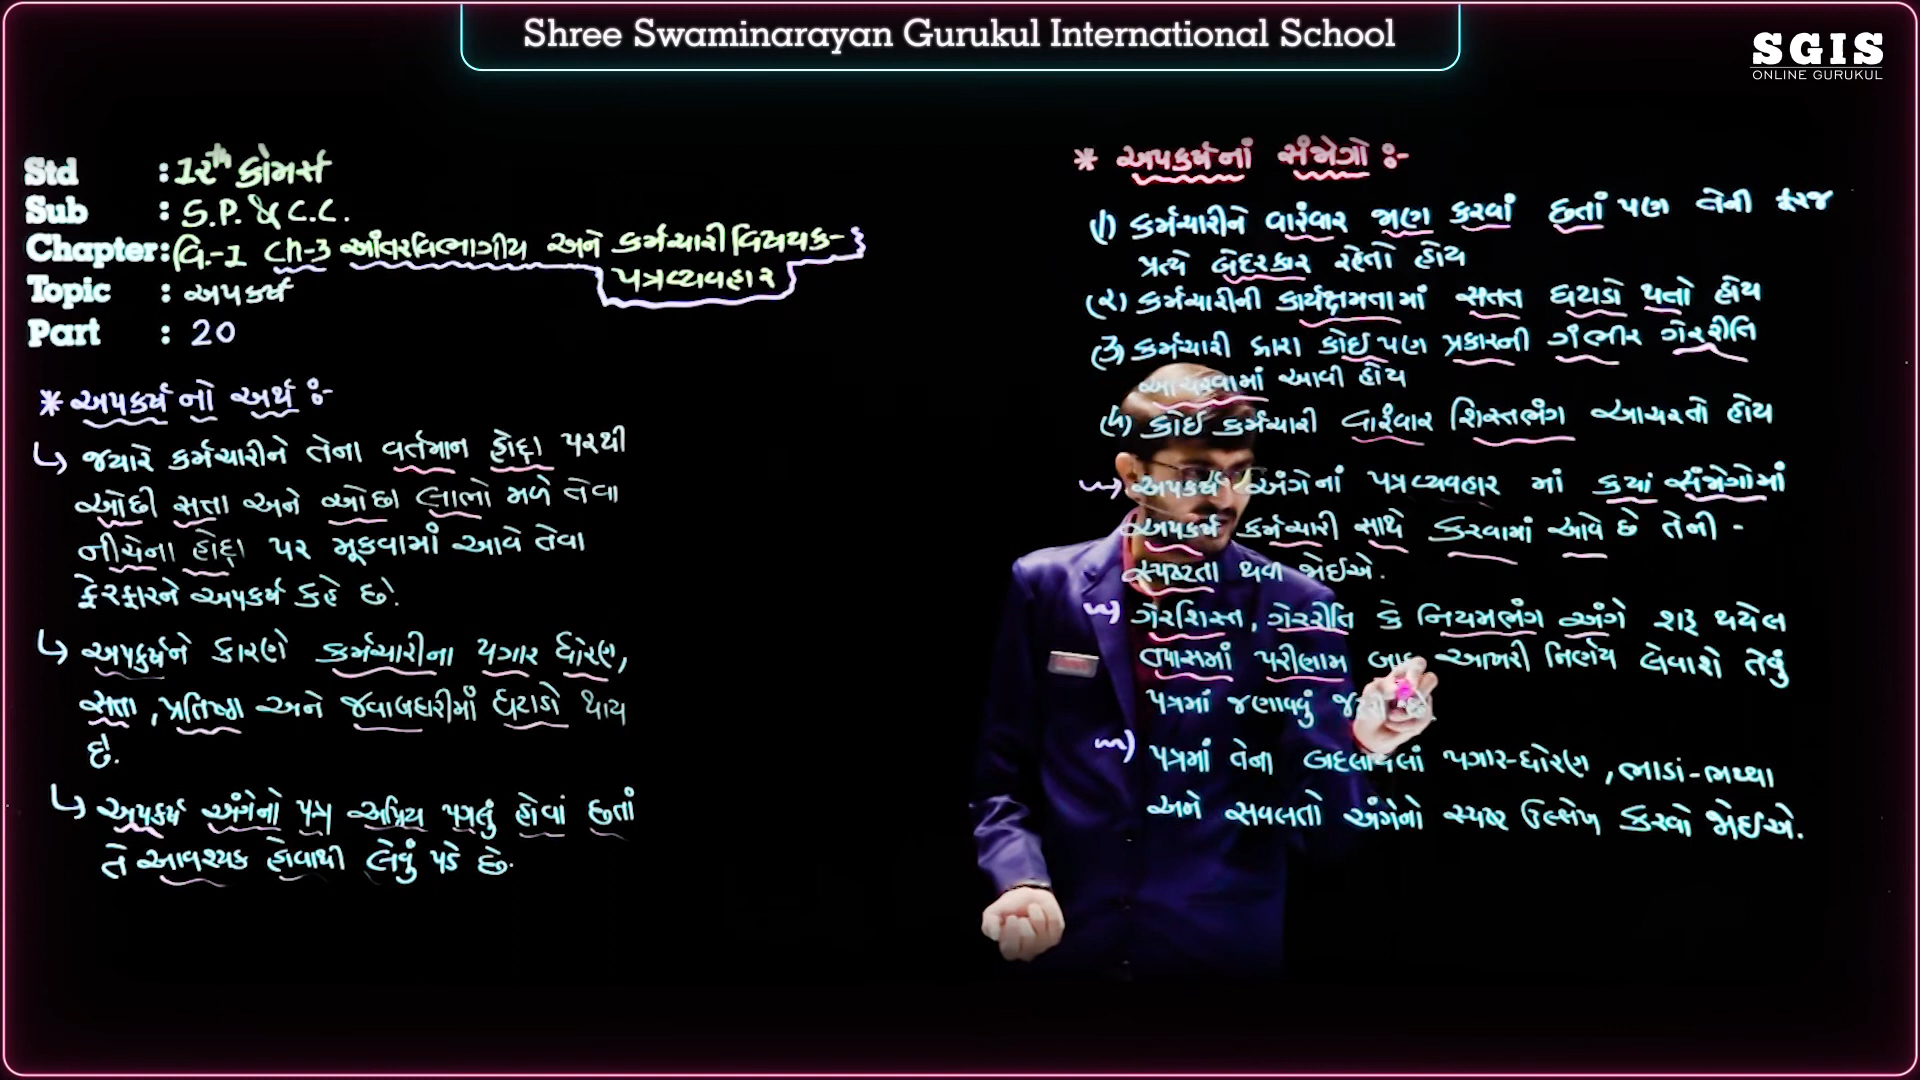 Shree Swaminarayan Gurukul International School
SGIS
ONLINE GURUKUL
Std : 12th કોમર્સ
Sub : S.P. & C.C.
Chapter: વિ.-1 Ch-3 આંતરવિભાગીય અને કર્મચારી વિષયક-
પત્રવ્યવહાર
Topic : અપકર્ષ
Part : 20
* અપકર્ષ નો અર્થ :-
↳ જ્યારે કર્મચારીને તેના વર્તમાન હોદ્દા પરથી
ઓછી સત્તા અને ઓછા લાભો મળે તેવા
નીચેના હોદ્દા પર મૂકવામાં આવે તેવા
ફેરફારને અપકર્ષ કહે છે.
↳ અપકર્ષને કારણે કર્મચારીના પગાર ધોરણ,
સત્તા, પ્રતિષ્ઠા અને જવાબદારીમાં ઘટાડો થાય
છે.
↳ અપકર્ષ અંગેનો પત્ર અપ્રિય પગલું હોવાં છતાં
તે આવશ્યક હોવાથી લેવું પડે છે.
* અપકર્ષનાં સંજોગો :-
(1) કર્મચારીને વારંવાર જાણ કરવાં છતાં પણ તેની ફરજ
પ્રત્યે બેદરકાર રહેતો હોય
(2) કર્મચારીની કાર્યક્ષમતામાં સતત ઘટાડો થતો હોય
(3) કર્મચારી દ્વારા કોઈ પણ પ્રકારની ગંભીર ગેરરીતિ
આચરવામાં આવી હોય
(4) કોઈ કર્મચારી વારંવાર શિસ્તભંગ આચરતો હોય
અપકર્ષ અંગેનાં પત્રવ્યવહાર માં કયાં સંજોગોમાં
અપકર્ષ કર્મચારી સાથે કરવામાં આવે છે તેની -
સ્પષ્ટતા થવી જોઈએ.
ગેરશિસ્ત, ગેરરીતિ કે નિયમભંગ અંગે શરૂ થયેલ
તપાસમાં પરીણામ બાદ આખરી નિર્ણય લેવાશે તેવું
પત્રમાં જણાવવું
પત્રમાં તેના બદલાયેલાં પગાર-ધોરણ, ભાડાં-ભથ્થા
અને સવલતો અંગેનો સ્પષ્ટ ઉલ્લેખ કરવો જોઈએ.